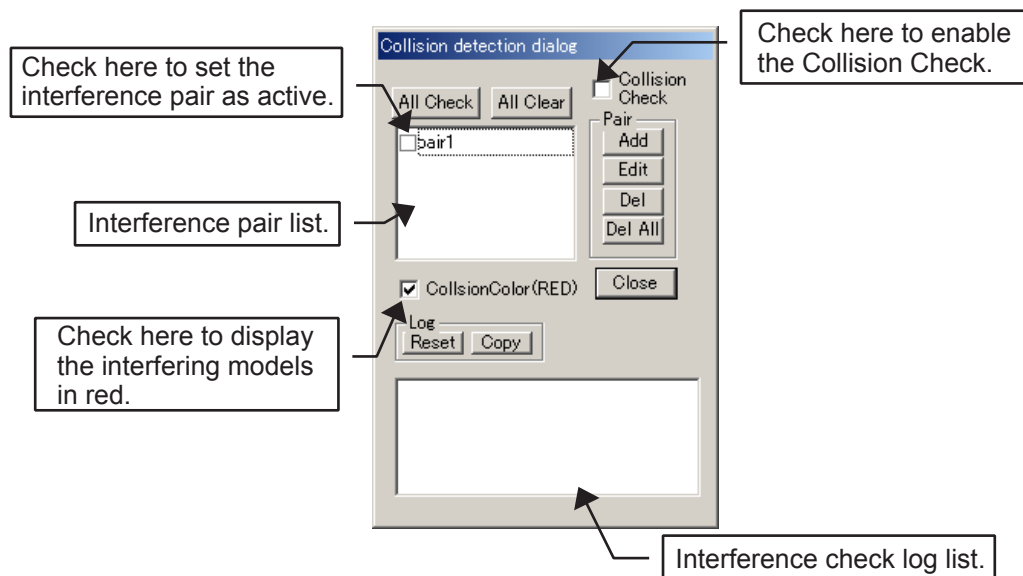 Check here to enable
the Collision Check.
Check here to set the
interference pair as active.
Collision detection dialog
Collision
Check
All Check
All Clear
Pair
pair1
Add
Edit
Del
Del All
Interference pair list.
CollsionColor(RED)
Close
Log
Reset
Copy
Check here to display
the interfering models
in red.
Interference check log list.